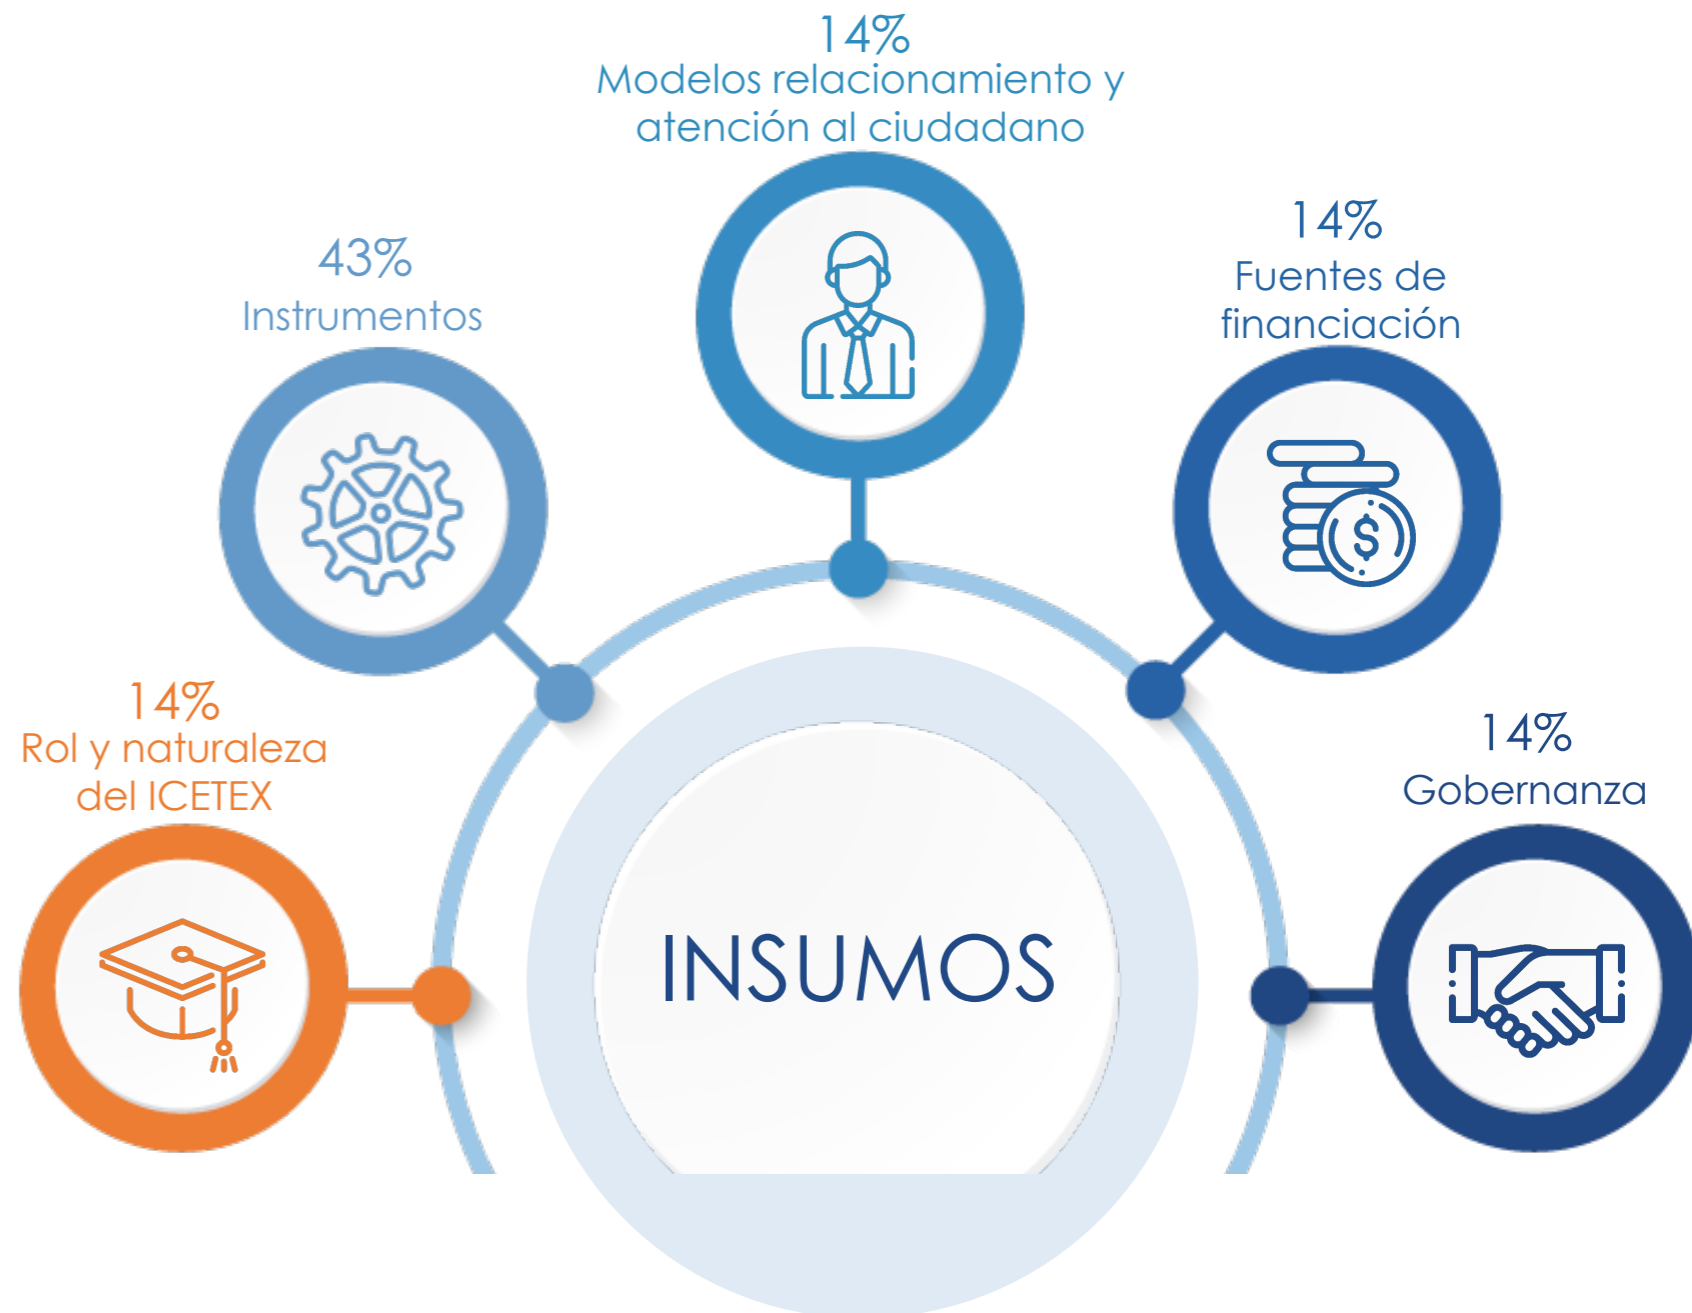 14%
Modelos relacionamiento y
atención al ciudadano
43%
Instrumentos
14%
Fuentes de
financiación
14%
Rol y naturaleza
del ICETEX
14%
Gobernanza
INSUMOS
$